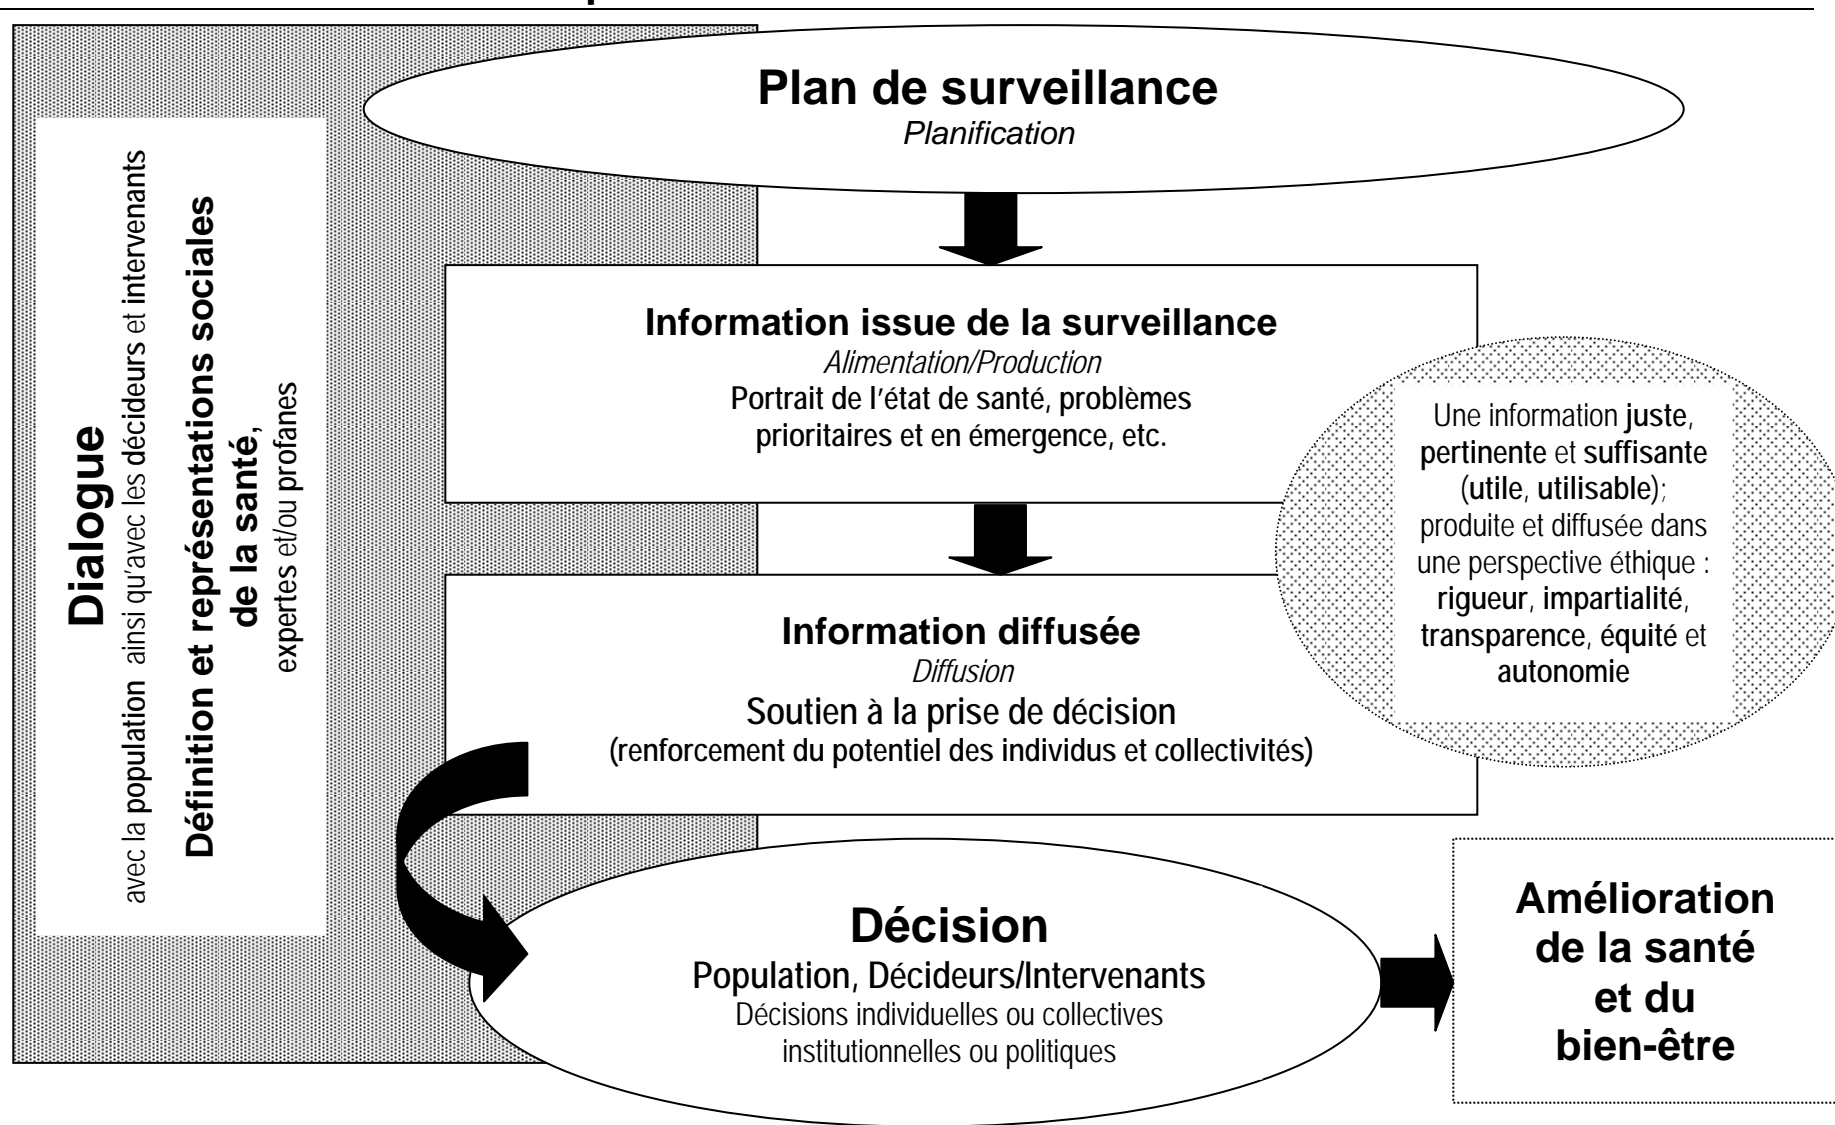 Plan de surveillance
Planification
Dialogue
avec la population ainsi qu'avec les décideurs et intervenants
Définition et représentations sociales
de la santé,
expertes et/ou profanes
Information issue de la surveillance
Alimentation/Production
Portrait de l'état de santé, problèmes
prioritaires et en émergence, etc.
Une information juste,
pertinente et suffisante
(utile, utilisable);
produite et diffusée dans
une perspective éthique :
rigueur, impartialité,
transparence, équité et
autonomie
Information diffusée
Diffusion
Soutien à la prise de décision
(renforcement du potentiel des individus et collectivités)
Décision
Population, Décideurs/Intervenants
Décisions individuelles ou collectives
institutionnelles ou politiques
Amélioration
de la santé
et du
bien-être